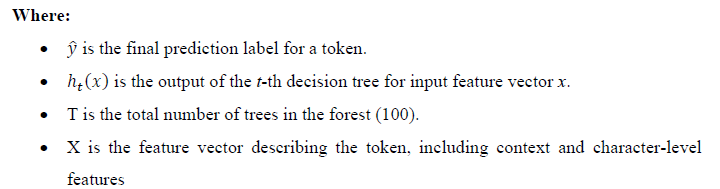 Where:
• ŷ is the final prediction label for a token.
• hₜ(x) is the output of the t-th decision tree for input feature vector x.
• T is the total number of trees in the forest (100).
• X is the feature vector describing the token, including context and character-level
features